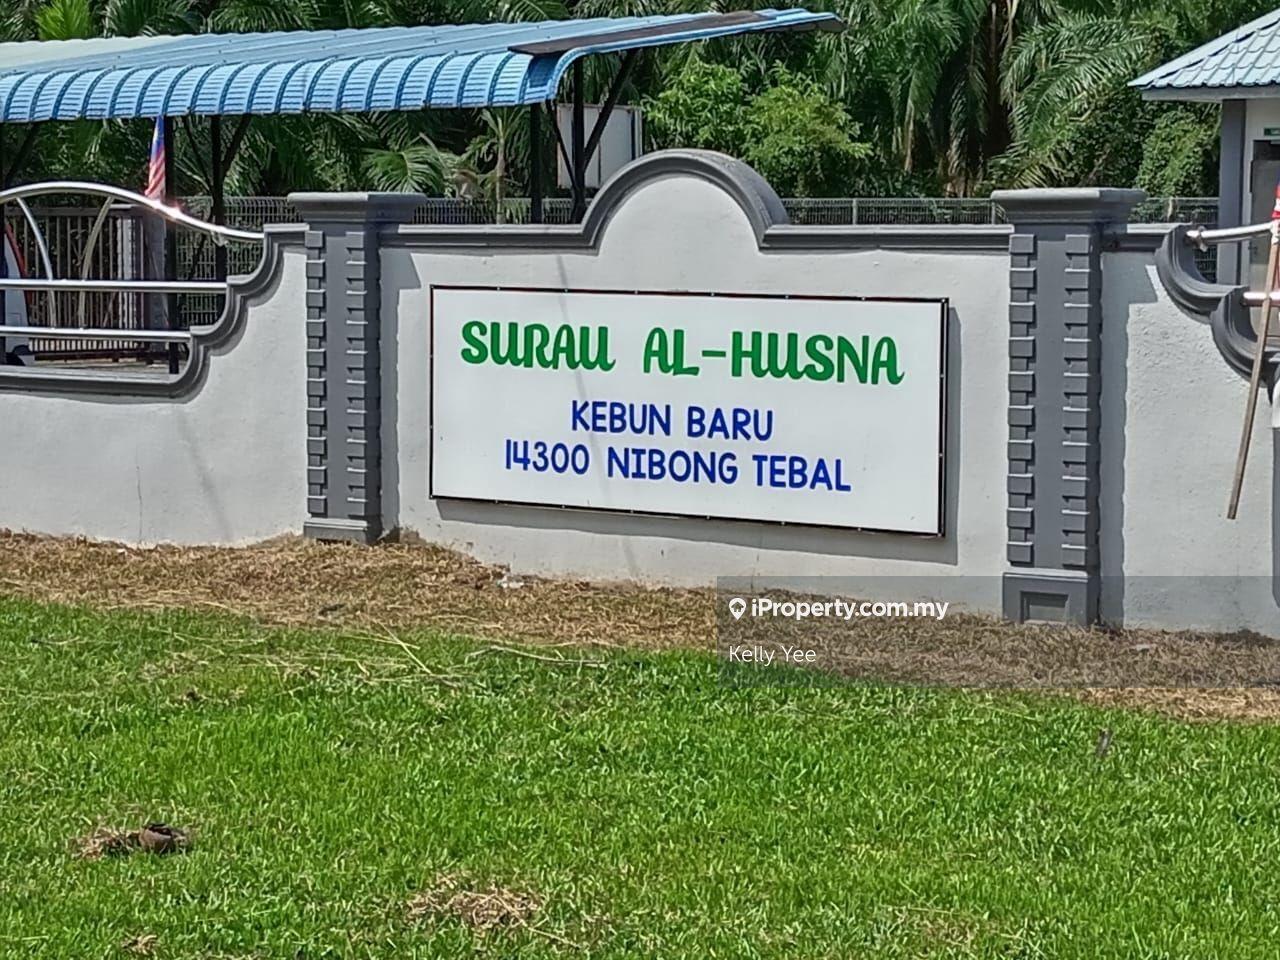 SURAU AL-HUSNA
KEBUN BARU
14300 NIBONG TEBAL
iProperty.com.my
Kelly Yee